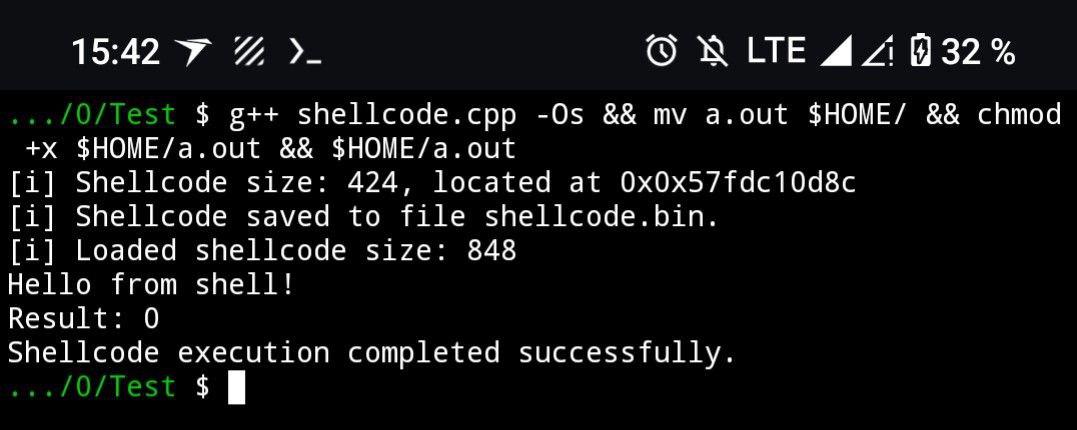 15:42 LTE 32 %
.../0/Test $ g++ shellcode.cpp -Os && mv a.out $HOME/ && chmod
+x $HOME/a.out && $HOME/a.out
[i] Shellcode size: 424, located at 0x0x57fdc10d8c
[i] Shellcode saved to file shellcode.bin.
[i] Loaded shellcode size: 848
Hello from shell!
Result: 0
Shellcode execution completed successfully.
.../0/Test $